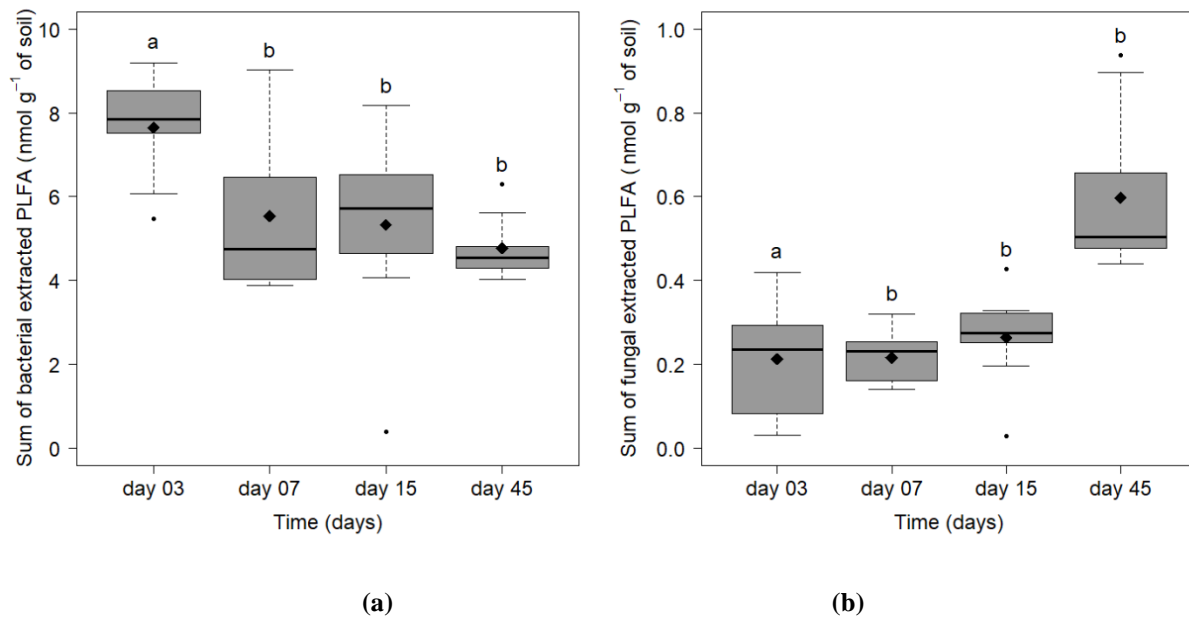 Sum of bacterial extracted PLFA (nmol g⁻¹ of soil)
10
8
6
4
2
0
a
b
b
b
day 03 day 07 day 15 day 45
Time (days)
(a)
Sum of fungal extracted PLFA (nmol g⁻¹ of soil)
1.0
0.8
0.6
0.4
0.2
0.0
a
b
b
b
day 03 day 07 day 15 day 45
Time (days)
(b)